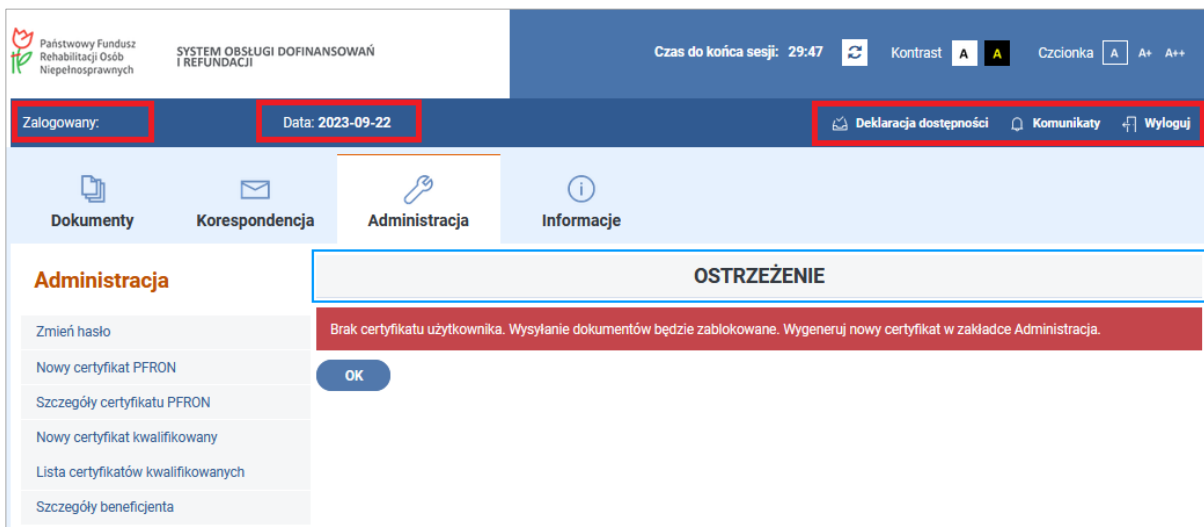 Państwowy Fundusz
Rehabilitacji Osób
Niepełnosprawnych
SYSTEM OBSŁUGI DOFINANSOWAŃ
I REFUNDACJI
Czas do końca sesji: 29:47
Kontrast A A
Czcionka A A+ A++
Zalogowany:
Data: 2023-09-22
Deklaracja dostępności
Komunikaty
Wyloguj
Dokumenty
Korespondencja
Administracja
Informacje
Administracja
Zmień hasło
Nowy certyfikat PFRON
Szczegóły certyfikatu PFRON
Nowy certyfikat kwalifikowany
Lista certyfikatów kwalifikowanych
Szczegóły beneficjenta
OSTRZEŻENIE
Brak certyfikatu użytkownika. Wysyłanie dokumentów będzie zablokowane. Wygeneruj nowy certyfikat w zakładce Administracja.
OK